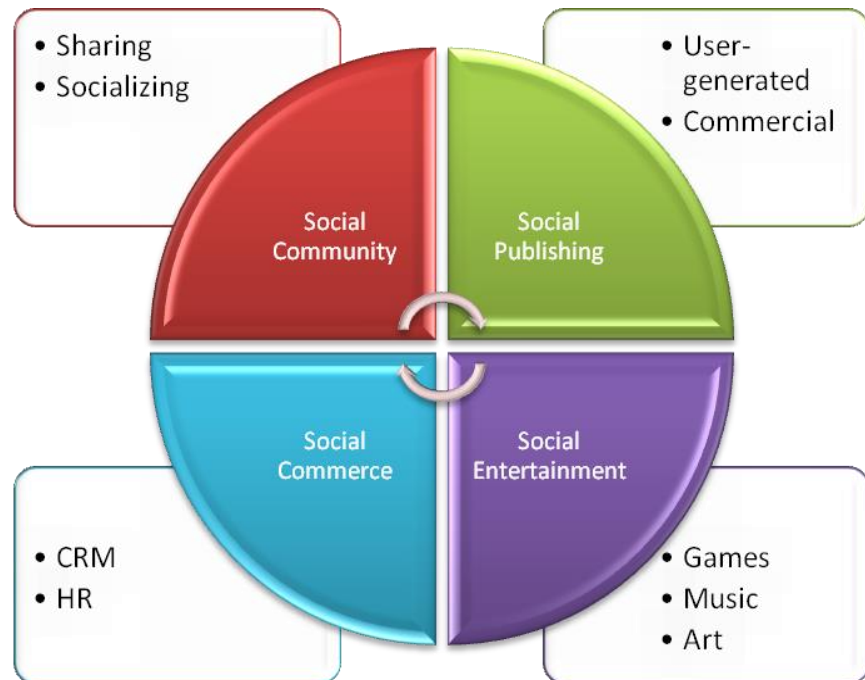 • Sharing
• Socializing
• User-
generated
• Commercial
Social
Community
Social
Publishing
Social
Commerce
Social
Entertainment
• CRM
• HR
• Games
• Music
• Art